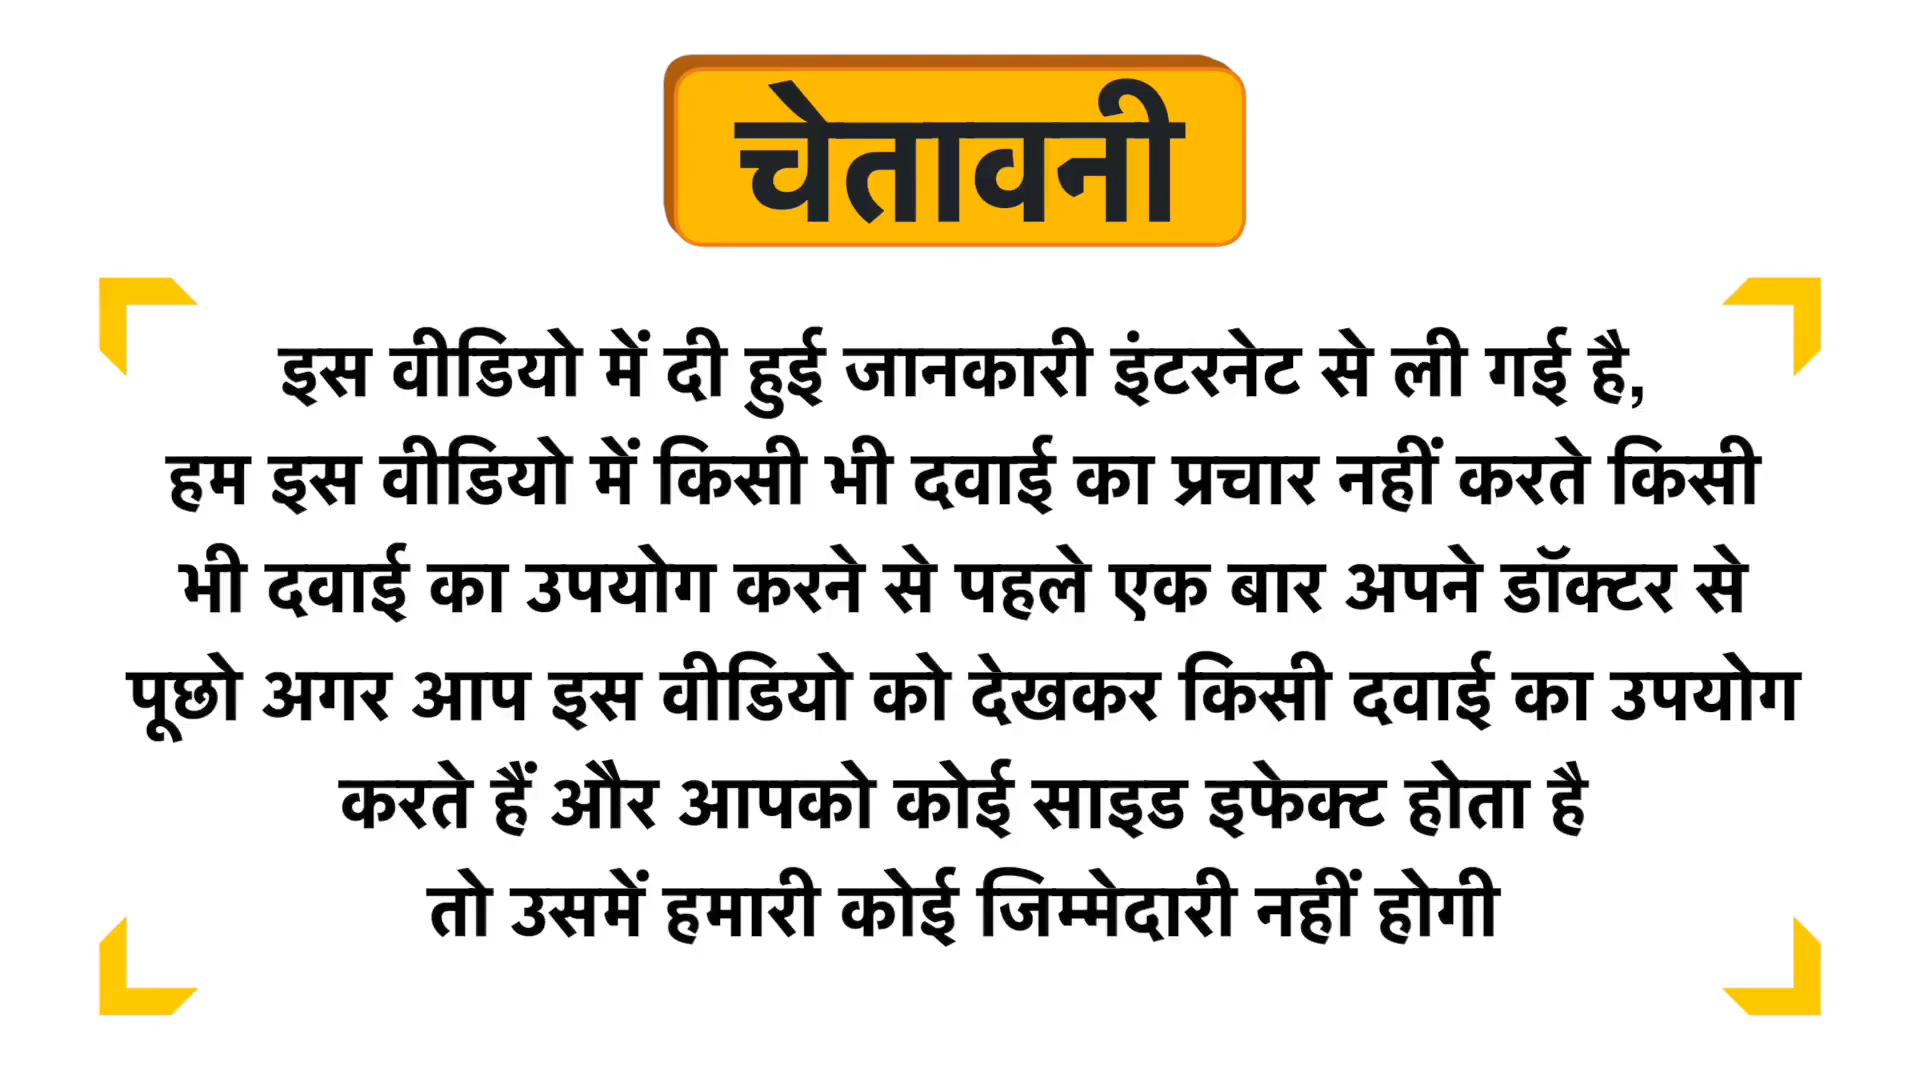 चेतावनी
इस वीडियो में दी हुई जानकारी इंटरनेट से ली गई है,
हम इस वीडियो में किसी भी दवाई का प्रचार नहीं करते किसी
भी दवाई का उपयोग करने से पहले एक बार अपने डॉक्टर से
पूछो अगर आप इस वीडियो को देखकर किसी दवाई का उपयोग
करते हैं और आपको कोई साइड इफेक्ट होता है
तो उसमें हमारी कोई जिम्मेदारी नहीं होगी